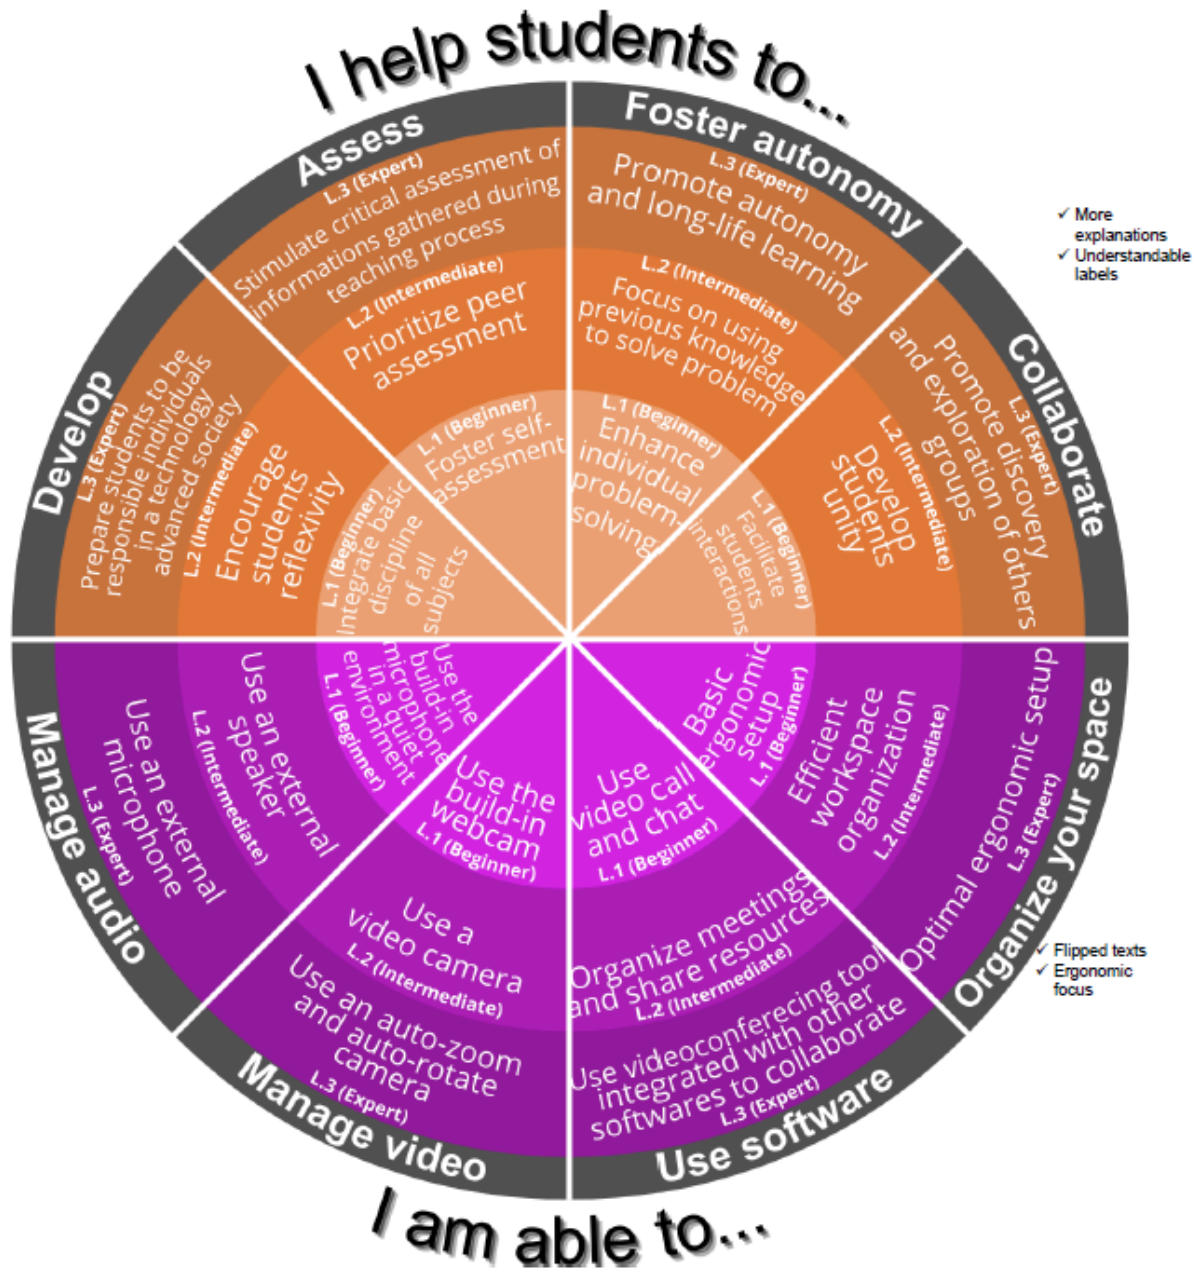 I help students to...
Assess
L.3 (Expert)
Stimulate critical assessment of
informations gathered during
teaching process
L.2 (Intermediate)
Prioritize peer
assessment
L.1 (Beginner)
Foster self-
assessment
Foster autonomy
L.3 (Expert)
Promote autonomy
and long-life learning
L.2 (Intermediate)
Focus on using
previous knowledge
to solve problem
L.1 (Beginner)
Enhance
individual
problem-
solving
Collaborate
L.3 (Expert)
Promote discovery
and exploration of others
groups
L.2 (Intermediate)
Develop
students
unity
L.1 (Beginner)
Facilitate
students
interactions
Develop
L.3 (Expert)
Prepare students to be
responsible individuals
in a technology
advanced society
L.2 (Intermediate)
Encourage
students
reflexivity
L.1 (Beginner)
Integrate basic
discipline
of all
subjects
✓ More
explanations
✓ Understandable
labels
Manage audio
Use the
build-in
microphone
in a quiet
environment
L.1 (Beginner)
Use an external
speaker
L.2 (Intermediate)
Use an external
microphone
L.3 (Expert)
Manage video
Use the
build-in
webcam
L.1 (Beginner)
Use a
video camera
L.2 (Intermediate)
Use an auto-zoom
and auto-rotate
camera
L.3 (Expert)
Use software
Use
video call
and chat
L.1 (Beginner)
Organize meetings
and share resources
L.2 (Intermediate)
Use videoconferecing tool
integrated with other
softwares to collaborate
L.3 (Expert)
Organize your space
Basic
ergonomic
setup
L.1 (Beginner)
Efficient
workspace
organization
L.2 (Intermediate)
Optimal ergonomic setup
L.3 (Expert)
✓ Flipped texts
✓ Ergonomic
focus
I am able to...